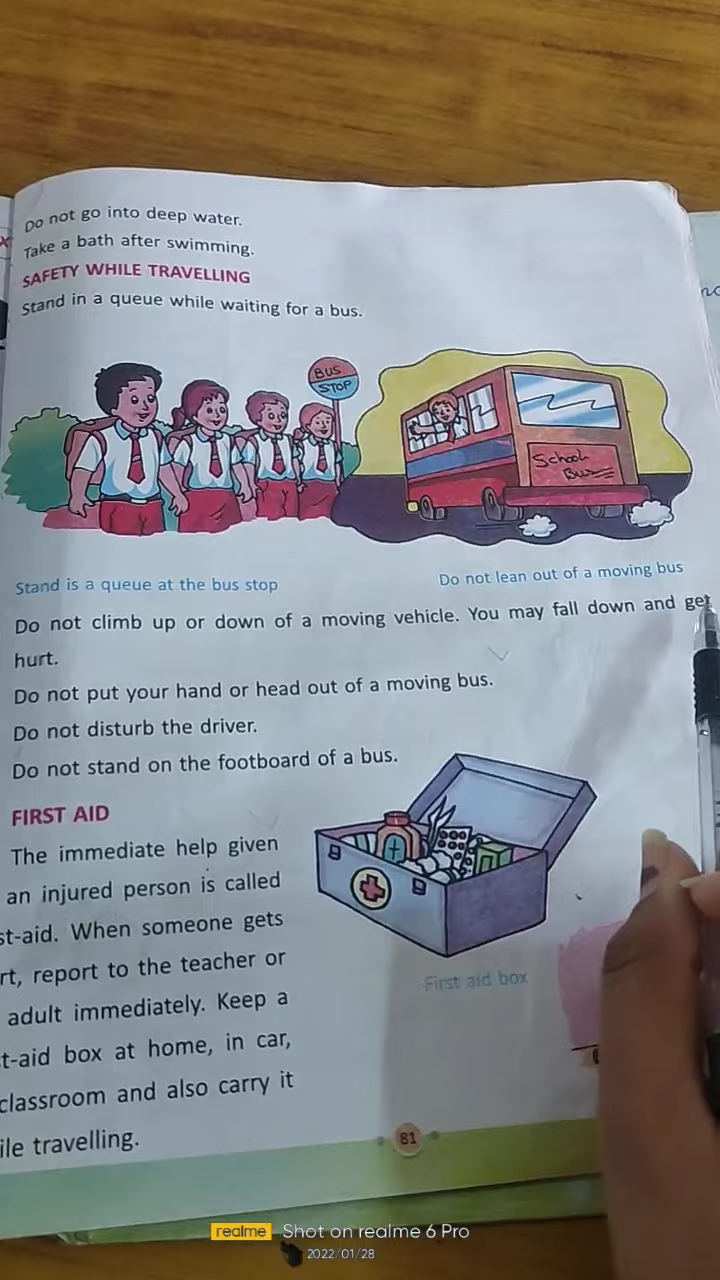 Do not go into deep water.
Take a bath after swimming.
SAFETY WHILE TRAVELLING
Stand in a queue while waiting for a bus.
BUS
STOP
School
Bus
Stand is a queue at the bus stop
Do not lean out of a moving bus
Do not climb up or down of a moving vehicle. You may fall down and get
hurt.
Do not put your hand or head out of a moving bus.
Do not disturb the driver.
Do not stand on the footboard of a bus.
FIRST AID
The immediate help given
an injured person is called
st-aid. When someone gets
rt, report to the teacher or
adult immediately. Keep a
t-aid box at home, in car,
classroom and also carry it
ile travelling.
First aid box
81
realme Shot on realme 6 Pro
2022/01/28